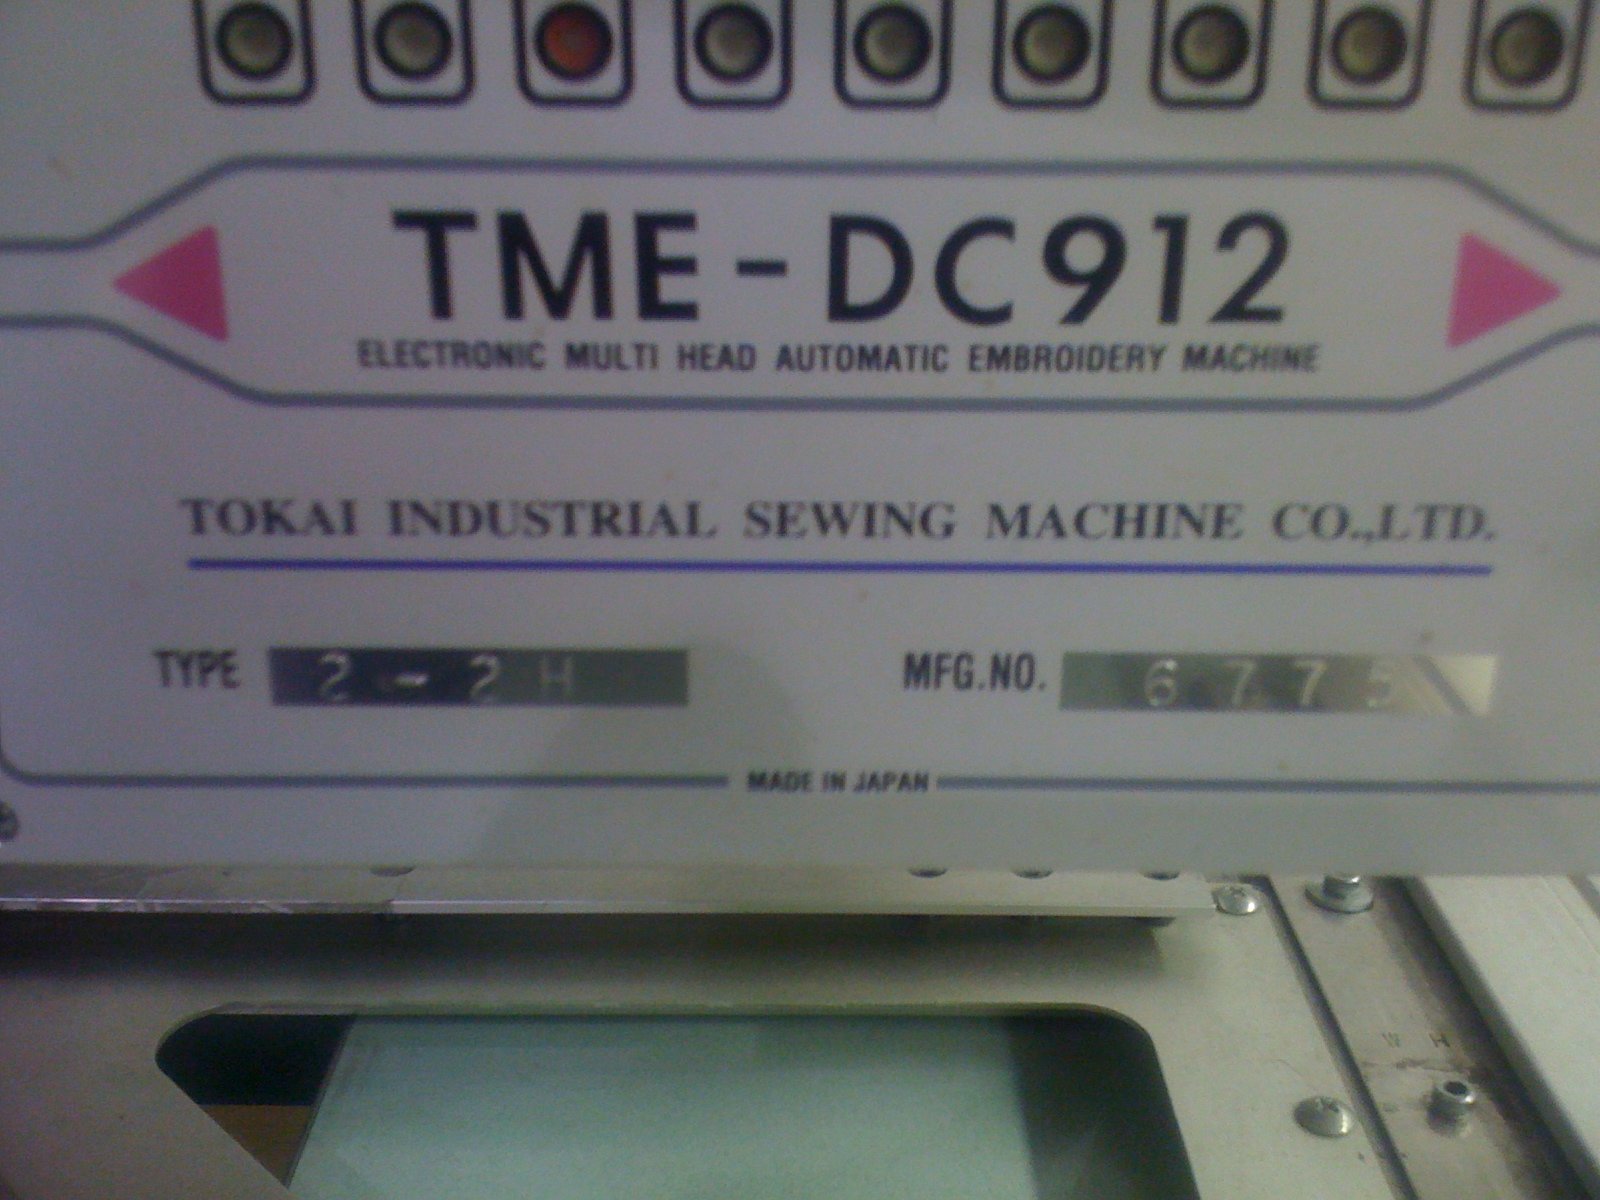 TME-DC912
ELECTRONIC MULTI HEAD AUTOMATIC EMBROIDERY MACHINE
TOKAI INDUSTRIAL SEWING MACHINE CO.,LTD.
TYPE 2-2H MFG.NO. 6775
MADE IN JAPAN
W H